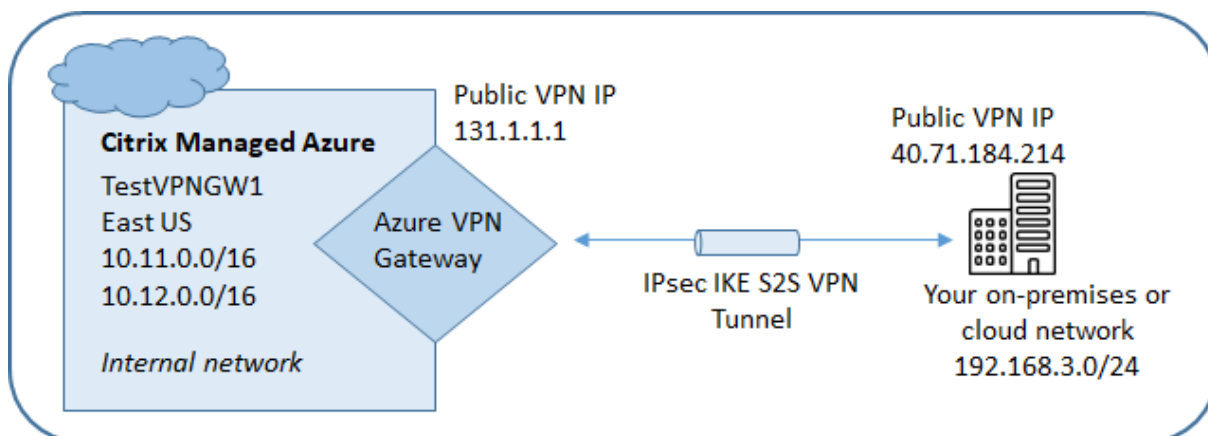 Citrix Managed Azure
TestVPNGW1
East US
10.11.0.0/16
10.12.0.0/16
Internal network
Public VPN IP
131.1.1.1
Azure VPN
Gateway
IPsec IKE S2S VPN
Tunnel
Public VPN IP
40.71.184.214
Your on-premises or
cloud network
192.168.3.0/24